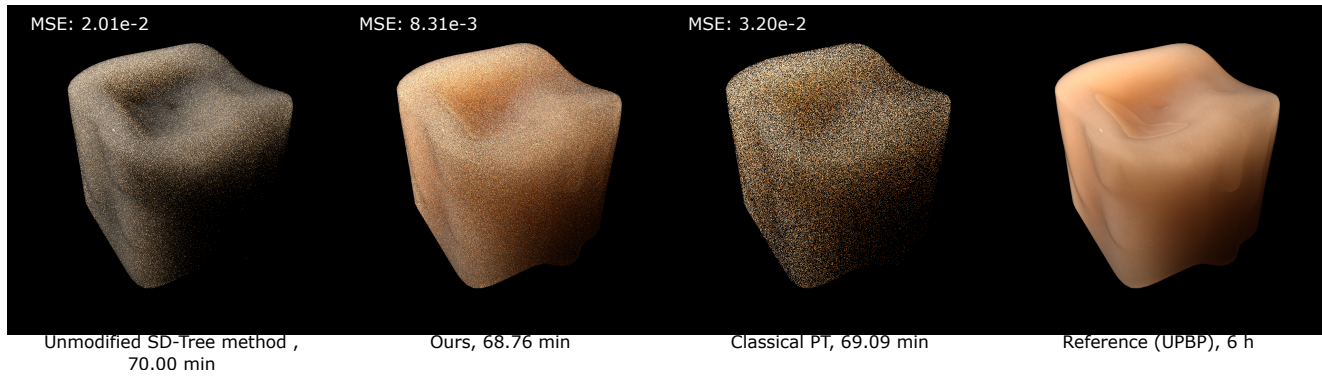 MSE: 2.01e-2
MSE: 8.31e-3
MSE: 3.20e-2
Unmodified SD-Tree method ,
70.00 min
Ours, 68.76 min
Classical PT, 69.09 min
Reference (UPBP), 6 h